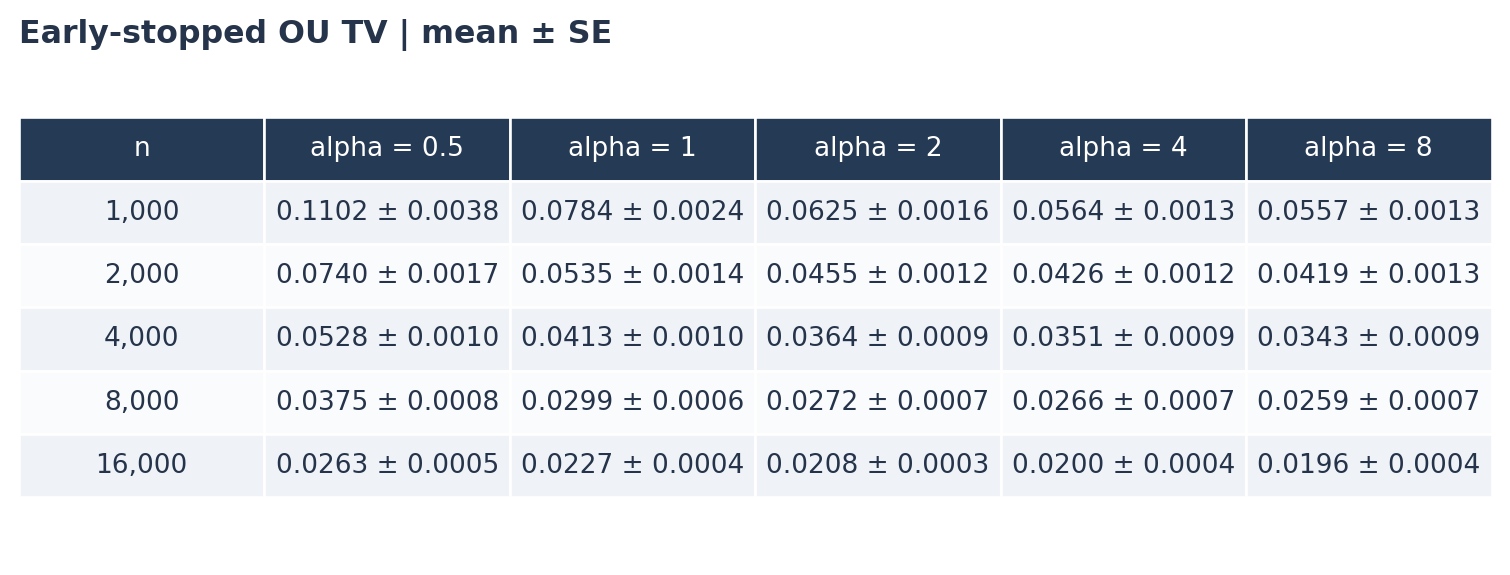 Early-stopped OU TV | mean ± SE
n alpha = 0.5 alpha = 1 alpha = 2 alpha = 4 alpha = 8
1,000 0.1102 ± 0.0038 0.0784 ± 0.0024 0.0625 ± 0.0016 0.0564 ± 0.0013 0.0557 ± 0.0013
2,000 0.0740 ± 0.0017 0.0535 ± 0.0014 0.0455 ± 0.0012 0.0426 ± 0.0012 0.0419 ± 0.0013
4,000 0.0528 ± 0.0010 0.0413 ± 0.0010 0.0364 ± 0.0009 0.0351 ± 0.0009 0.0343 ± 0.0009
8,000 0.0375 ± 0.0008 0.0299 ± 0.0006 0.0272 ± 0.0007 0.0266 ± 0.0007 0.0259 ± 0.0007
16,000 0.0263 ± 0.0005 0.0227 ± 0.0004 0.0208 ± 0.0003 0.0200 ± 0.0004 0.0196 ± 0.0004